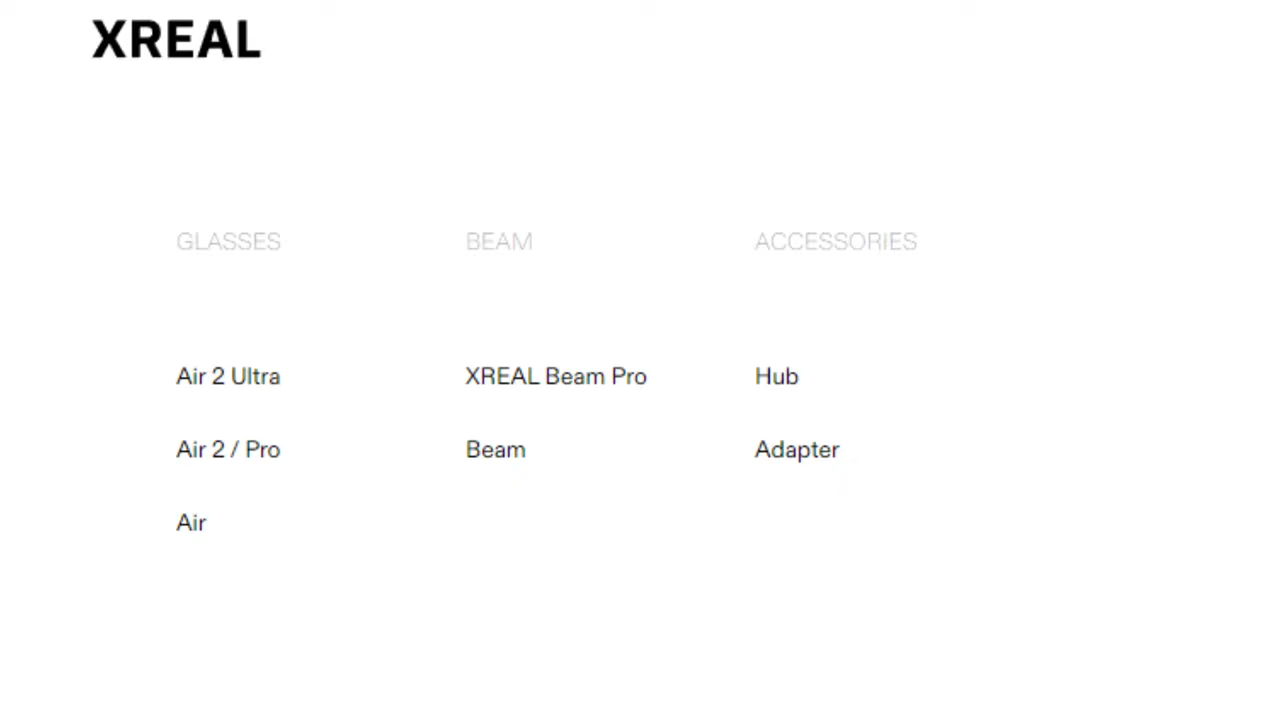 XREAL
GLASSES
BEAM
ACCESSORIES
Air 2 Ultra
XREAL Beam Pro
Hub
Air 2 / Pro
Beam
Adapter
Air